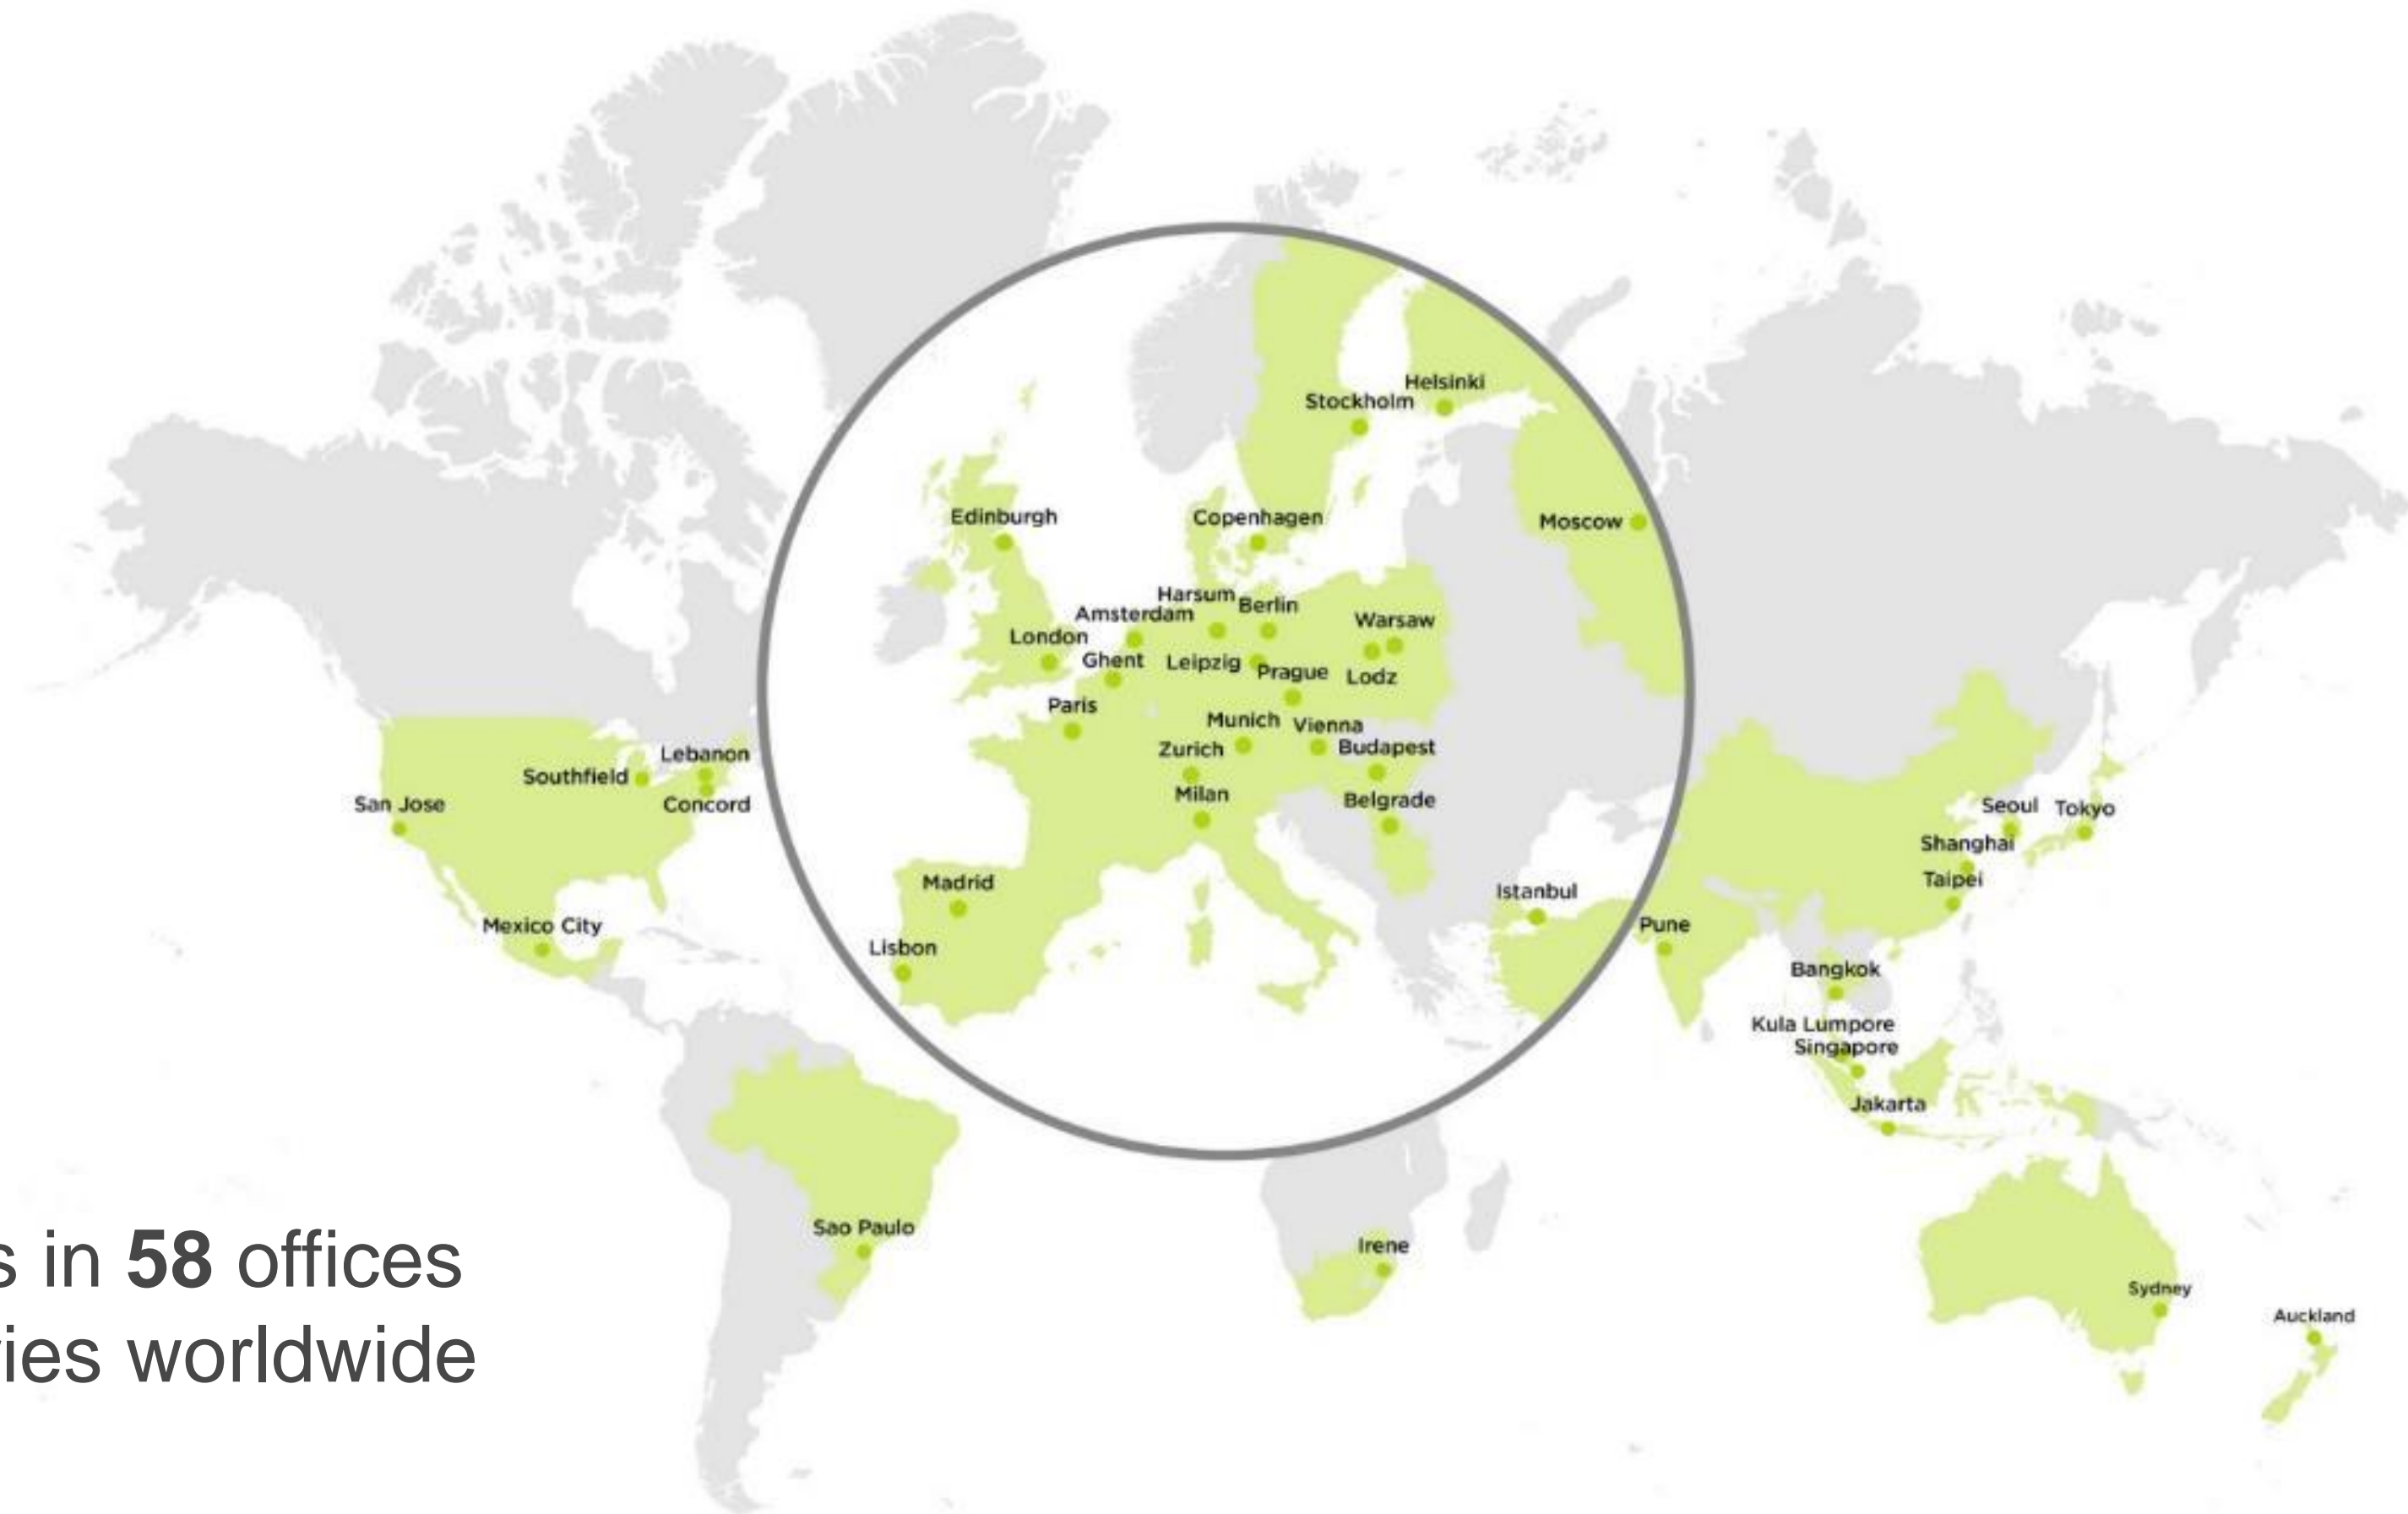 Helsinki
Stockholm
Edinburgh
Copenhagen
Moscow
Harsum
Berlin
Amsterdam
Warsaw
London
Ghent
Leipzig
Prague
Lodz
Paris
Munich
Vienna
Zurich
Budapest
Milan
Belgrade
Madrid
Lisbon
Istanbul
Lebanon
Southfield
San Jose
Concord
Mexico City
Sao Paulo
Irene
Seoul
Tokyo
Shanghai
Taipei
Pune
Bangkok
Kula Lumpore
Singapore
Jakarta
Sydney
Auckland
in 58 offices
worldwide